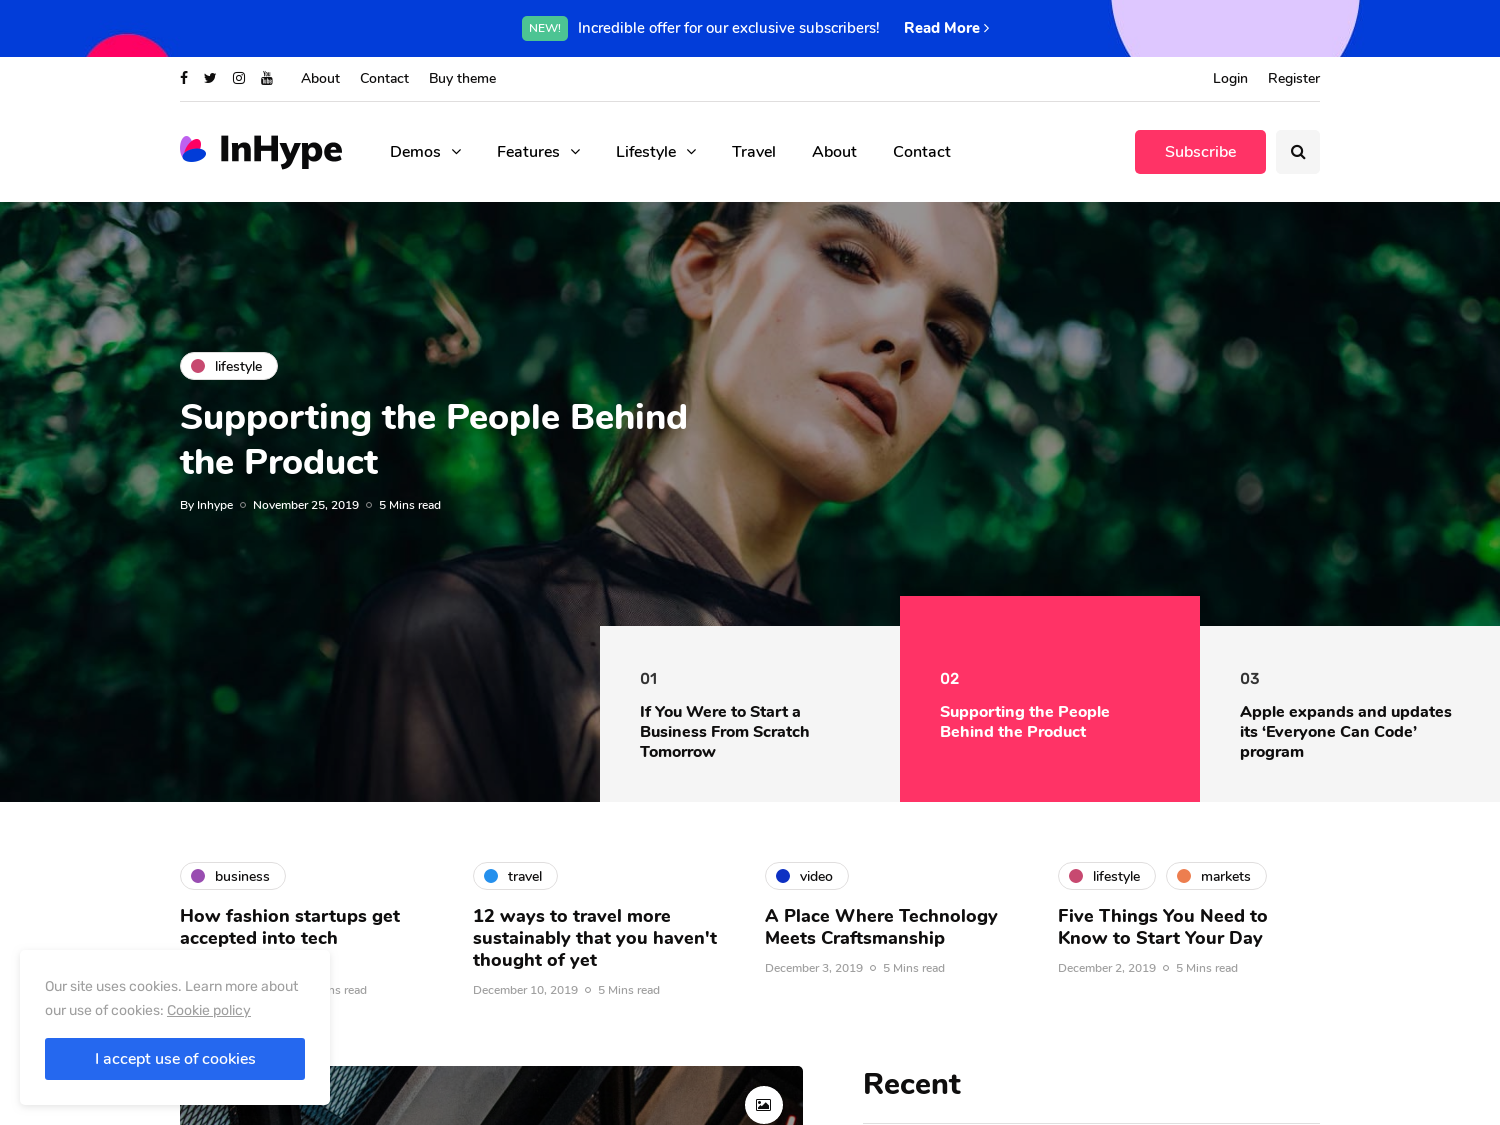 NEW! Incredible offer for our exclusive subscribers! Read More
About Contact Buy theme Login Register
InHype Demos Features Lifestyle Travel About Contact Subscribe
lifestyle
Supporting the People Behind
the Product
By Inhype November 25, 2019 5 Mins read
01
If You Were to Start a
Business From Scratch
Tomorrow
02
Supporting the People
Behind the Product
03
Apple expands and updates
its ‘Everyone Can Code’
program
business
How fashion startups get
accepted into tech
ns read
travel
12 ways to travel more
sustainably that you haven't
thought of yet
December 10, 2019 5 Mins read
video
A Place Where Technology
Meets Craftsmanship
December 3, 2019 5 Mins read
lifestyle markets
Five Things You Need to
Know to Start Your Day
December 2, 2019 5 Mins read
Our site uses cookies. Learn more about
our use of cookies: Cookie policy
I accept use of cookies
Recent